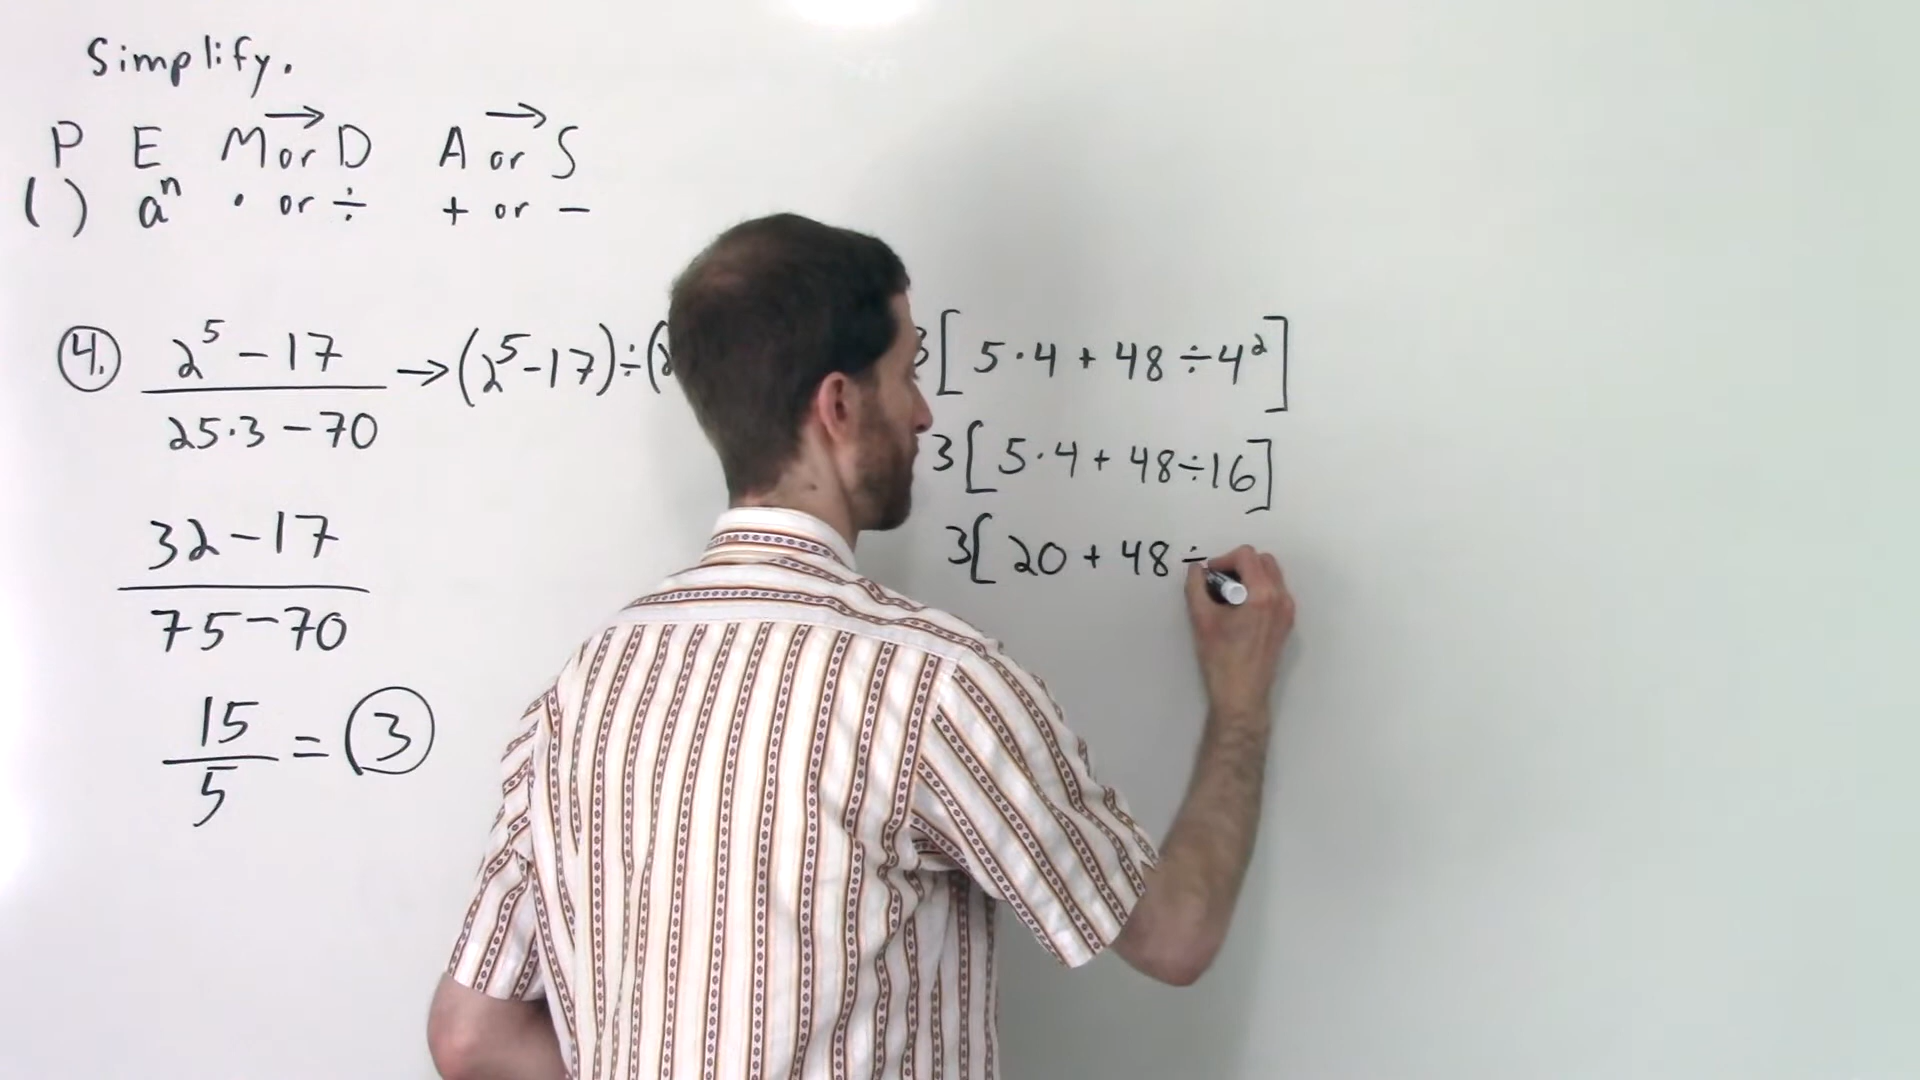 Simplify.
P E M or D A or S
( ) aⁿ · or ÷ + or −
4. 2⁵ − 17 → (2⁵ − 17) ÷ (
25·3 − 70
32 − 17
75 − 70
15
5
= 3
3[5·4 + 48 ÷ 4²]
3[5·4 + 48 ÷ 16]
3[20 + 48 ÷